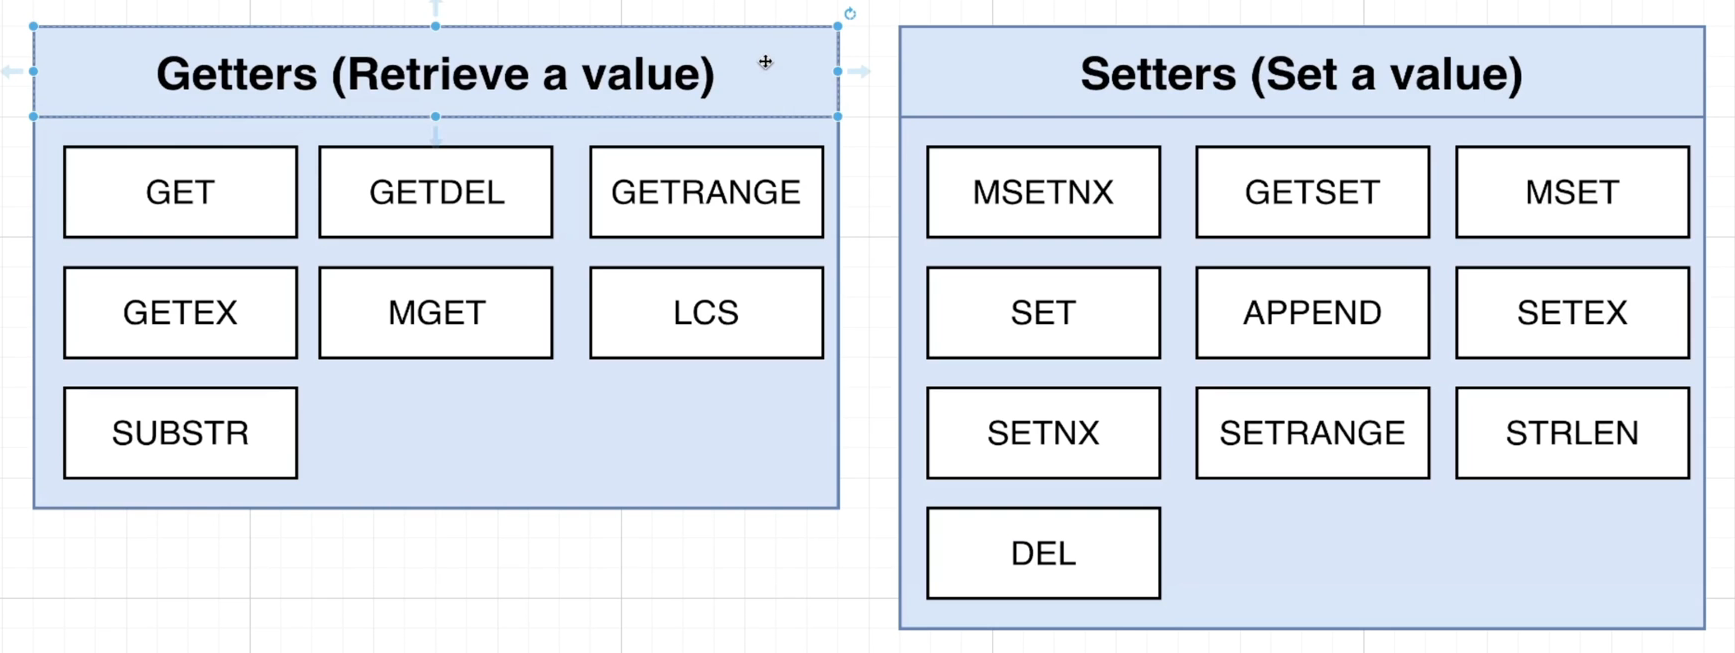 Getters (Retrieve a value)
GET
GETDEL
GETRANGE
GETEX
MGET
LCS
SUBSTR
Setters (Set a value)
MSETNX
GETSET
MSET
SET
APPEND
SETEX
SETNX
SETRANGE
STRLEN
DEL